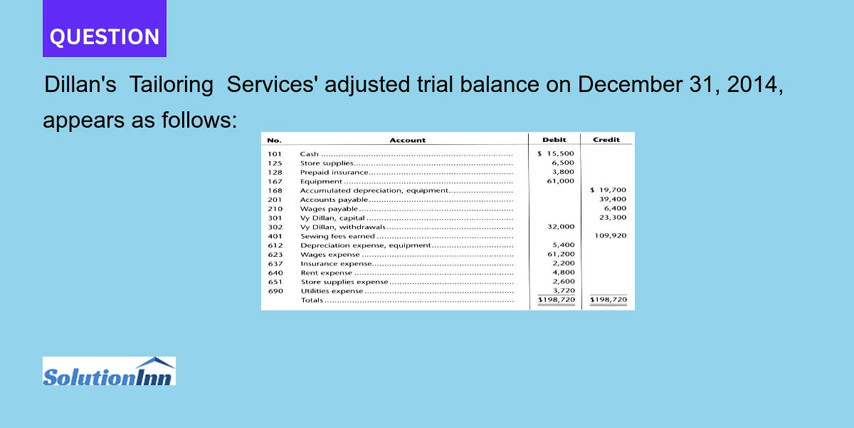 QUESTION
Dillan's Tailoring Services' adjusted trial balance on December 31, 2014,
appears as follows:
No. Account Debit Credit
101 Cash $ 15,500
125 Store supplies 6,500
128 Prepaid insurance 3,800
167 Equipment 61,000
168 Accumulated depreciation, equipment $ 19,700
201 Accounts payable 39,400
210 Wages payable 6,400
301 Vy Dillan, capital 23,300
302 Vy Dillan, withdrawals 32,000
401 Sewing fees earned 109,920
612 Depreciation expense, equipment 5,400
623 Wages expense 61,200
637 Insurance expense 2,200
640 Rent expense 4,800
651 Store supplies expense 2,600
690 Utilities expense 3,720
Totals $198,720 $198,720
SolutionInn